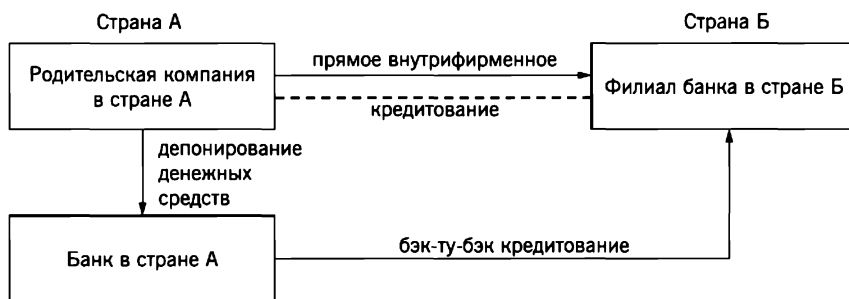 Страна А
Страна Б
Родительская компания
в стране А
прямое внутрифирменное
кредитование
Филиал банка в стране Б
депонирование
денежных
средств
Банк в стране А
бэк-ту-бэк кредитование